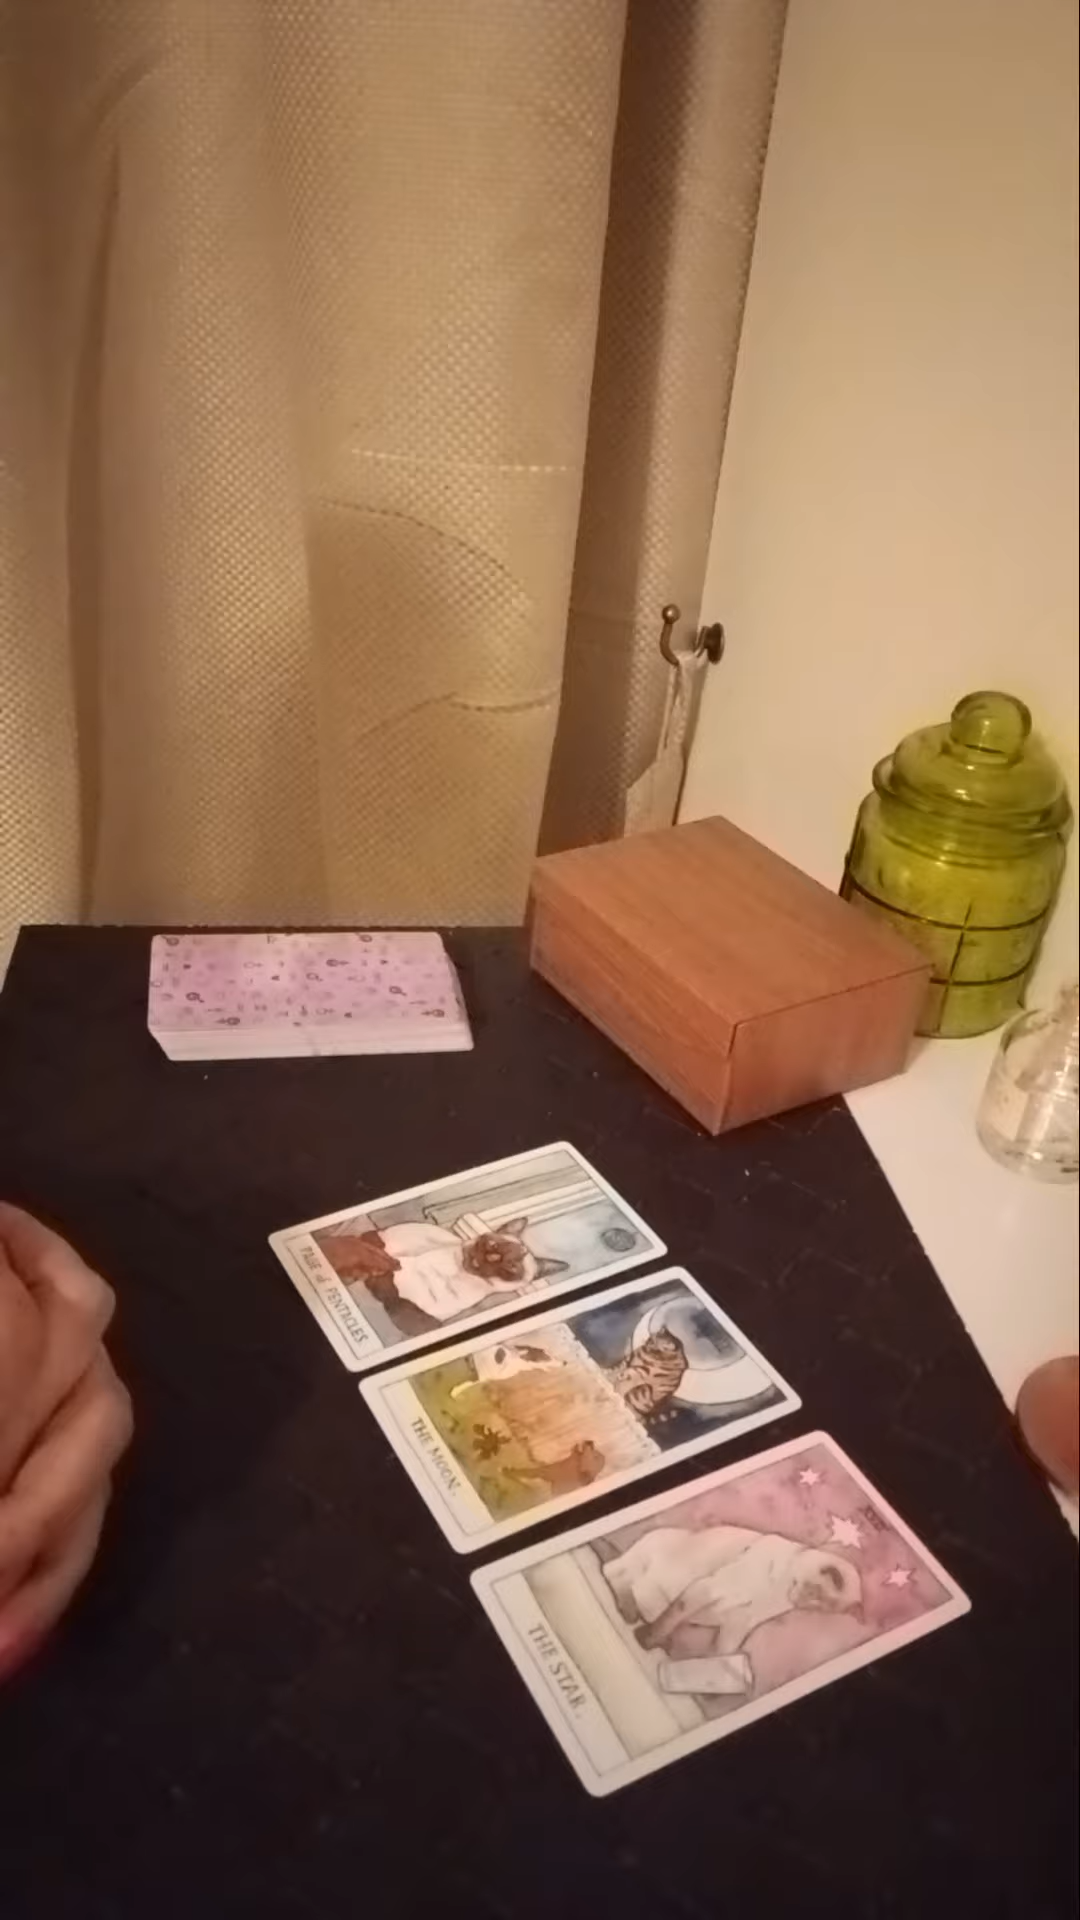 PAGE of PENTACLES
THE MOON.
THE STAR.